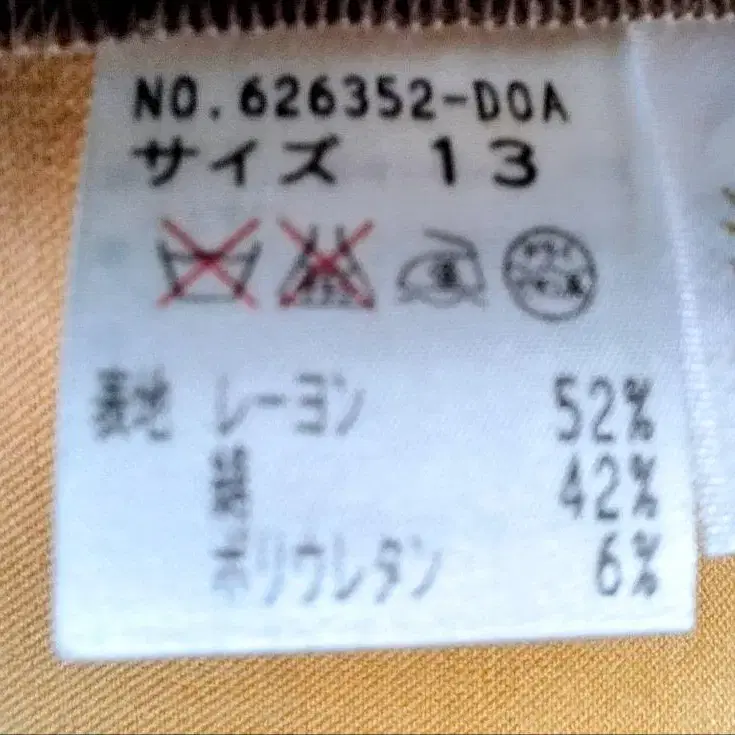 NO.626352-DOA
サイズ 13
表地 レーヨン 52%
綿 42%
ポリウレタン 6%